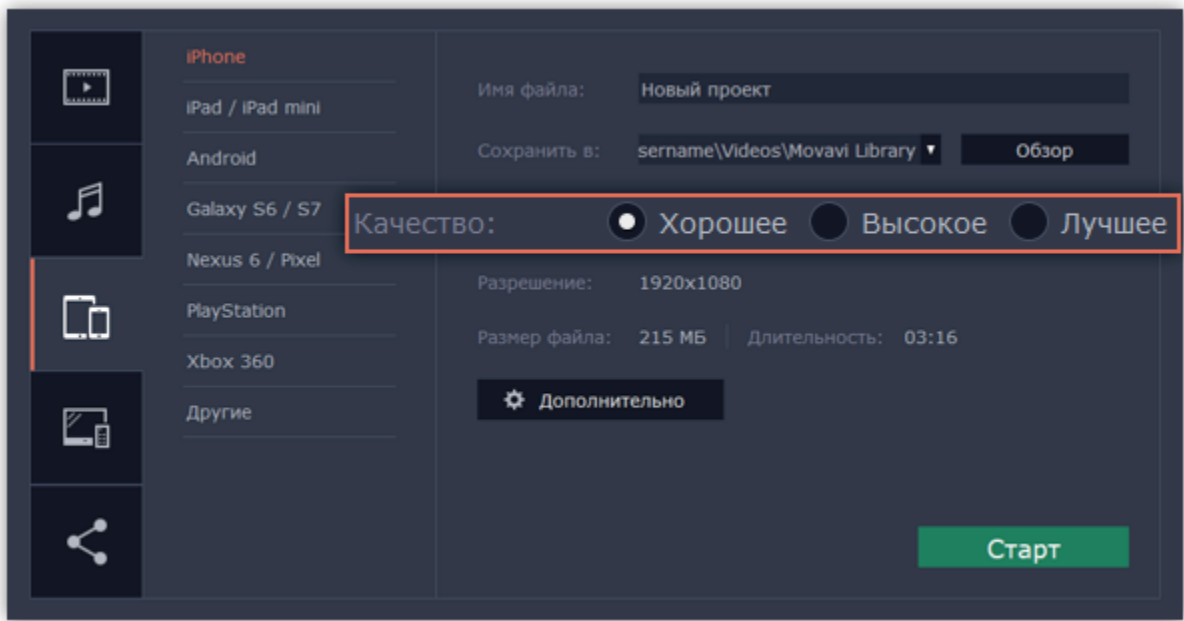 iPhone
iPad / iPad mini
Android
Galaxy S6 / S7
Nexus 6 / Pixel
PlayStation
Xbox 360
Другие
Имя файла: Новый проект
Сохранить в: sername\Videos\Movavi Library Обзор
Качество: Хорошее Высокое Лучшее
Разрешение: 1920x1080
Размер файла: 215 МБ Длительность: 03:16
Дополнительно
Старт